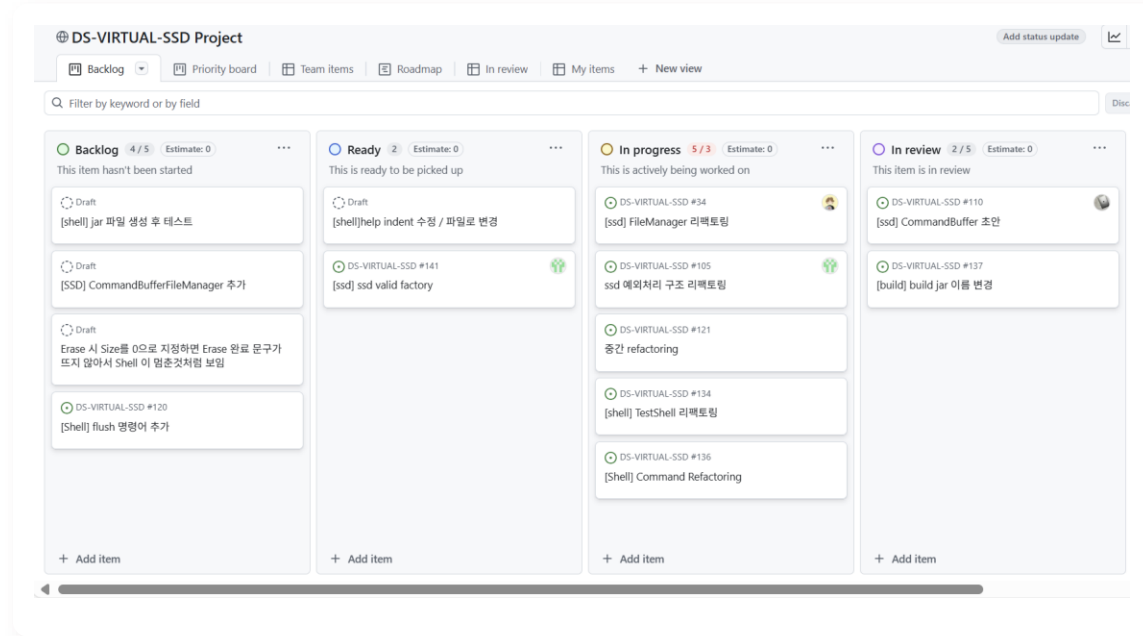 DS-VIRTUAL-SSD Project
Add status update
Backlog
Priority board
Team items
Roadmap
In review
My items
+ New view
Filter by keyword or by field
Disc
Backlog 4 / 5 Estimate: 0 ...
This item hasn't been started
Draft
[shell] jar 파일 생성 후 테스트
Draft
[SSD] CommandBufferFileManager 추가
Draft
Erase 시 Size를 0으로 지정하면 Erase 완료 문구가
뜨지 않아서 Shell 이 멈춘것처럼 보임
DS-VIRTUAL-SSD #120
[Shell] flush 명령어 추가
+ Add item
Ready 2 Estimate: 0 ...
This is ready to be picked up
Draft
[shell]help indent 수정 / 파일로 변경
DS-VIRTUAL-SSD #141
[ssd] ssd valid factory
+ Add item
In progress 5 / 3 Estimate: 0 ...
This is actively being worked on
DS-VIRTUAL-SSD #34
[ssd] FileManager 리팩토링
DS-VIRTUAL-SSD #105
ssd 예외처리 구조 리팩토링
DS-VIRTUAL-SSD #121
중간 refactoring
DS-VIRTUAL-SSD #134
[shell] TestShell 리팩토링
DS-VIRTUAL-SSD #136
[Shell] Command Refactoring
+ Add item
In review 2 / 5 Estimate: 0 ...
This item is in review
DS-VIRTUAL-SSD #110
[ssd] CommandBuffer 초안
DS-VIRTUAL-SSD #137
[build] build jar 이름 변경
+ Add item